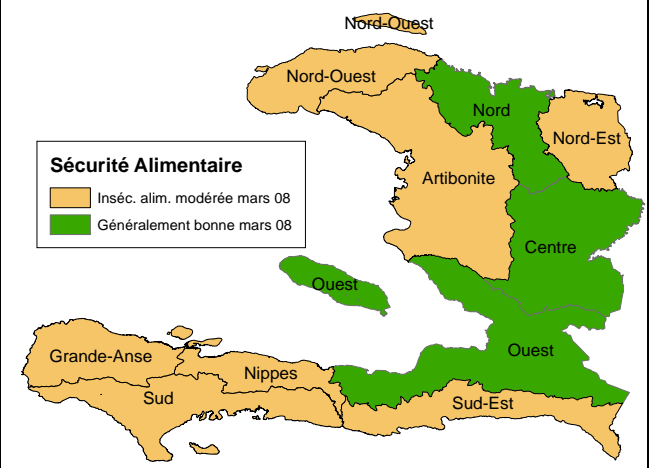 Nord-Ouest
Nord-Ouest
Nord
Nord-Est
Sécurité Alimentaire
Inséc. alim. modérée mars 08
Généralement bonne mars 08
Artibonite
Centre
Ouest
Ouest
Grande-Anse
Nippes
Sud
Sud-Est